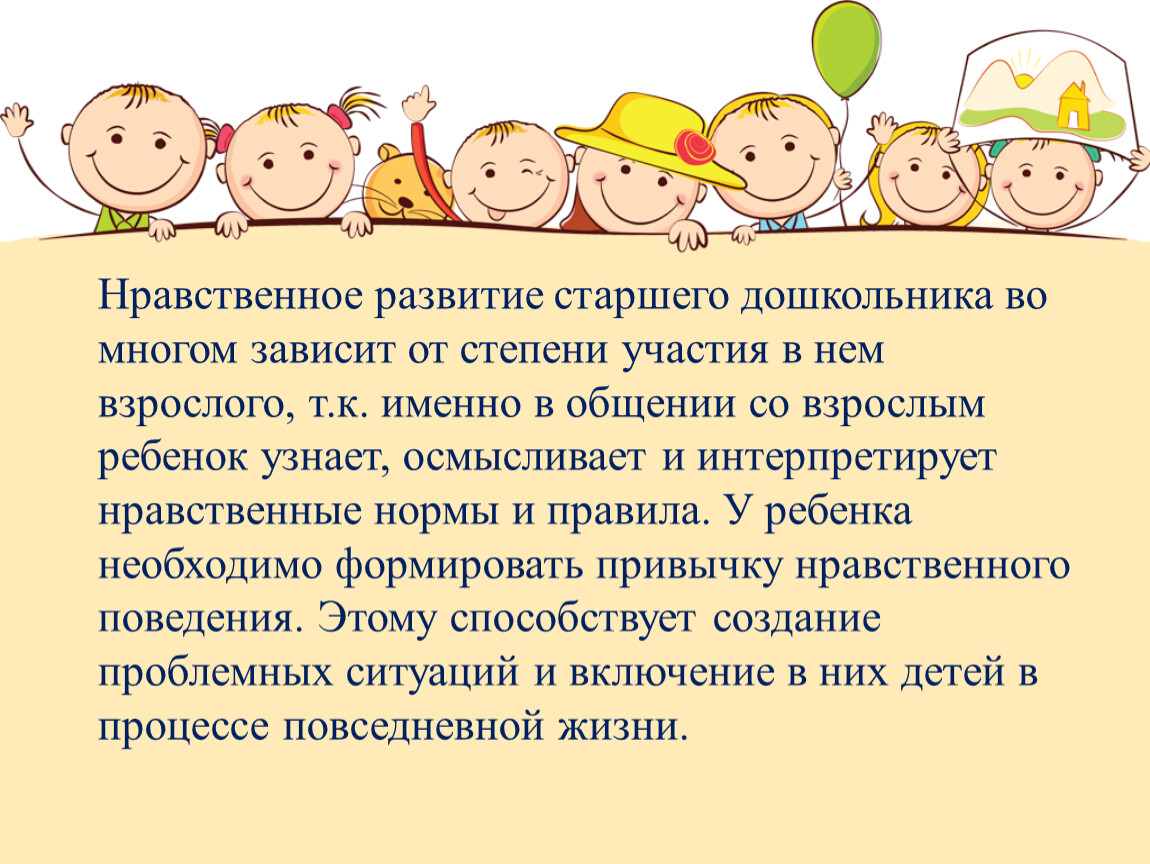 Нравственное развитие старшего дошкольника во
многом зависит от степени участия в нем
взрослого, т.к. именно в общении со взрослым
ребенок узнает, осмысливает и интерпретирует
нравственные нормы и правила. У ребенка
необходимо формировать привычку нравственного
поведения. Этому способствует создание
проблемных ситуаций и включение в них детей в
процессе повседневной жизни.